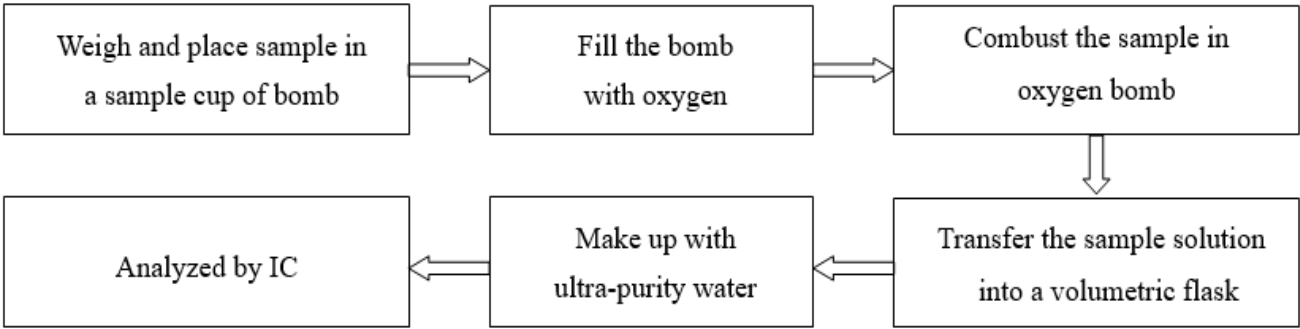 Weigh and place sample in
a sample cup of bomb
Fill the bomb
with oxygen
Combust the sample in
oxygen bomb
Transfer the sample solution
into a volumetric flask
Make up with
ultra-purity water
Analyzed by IC